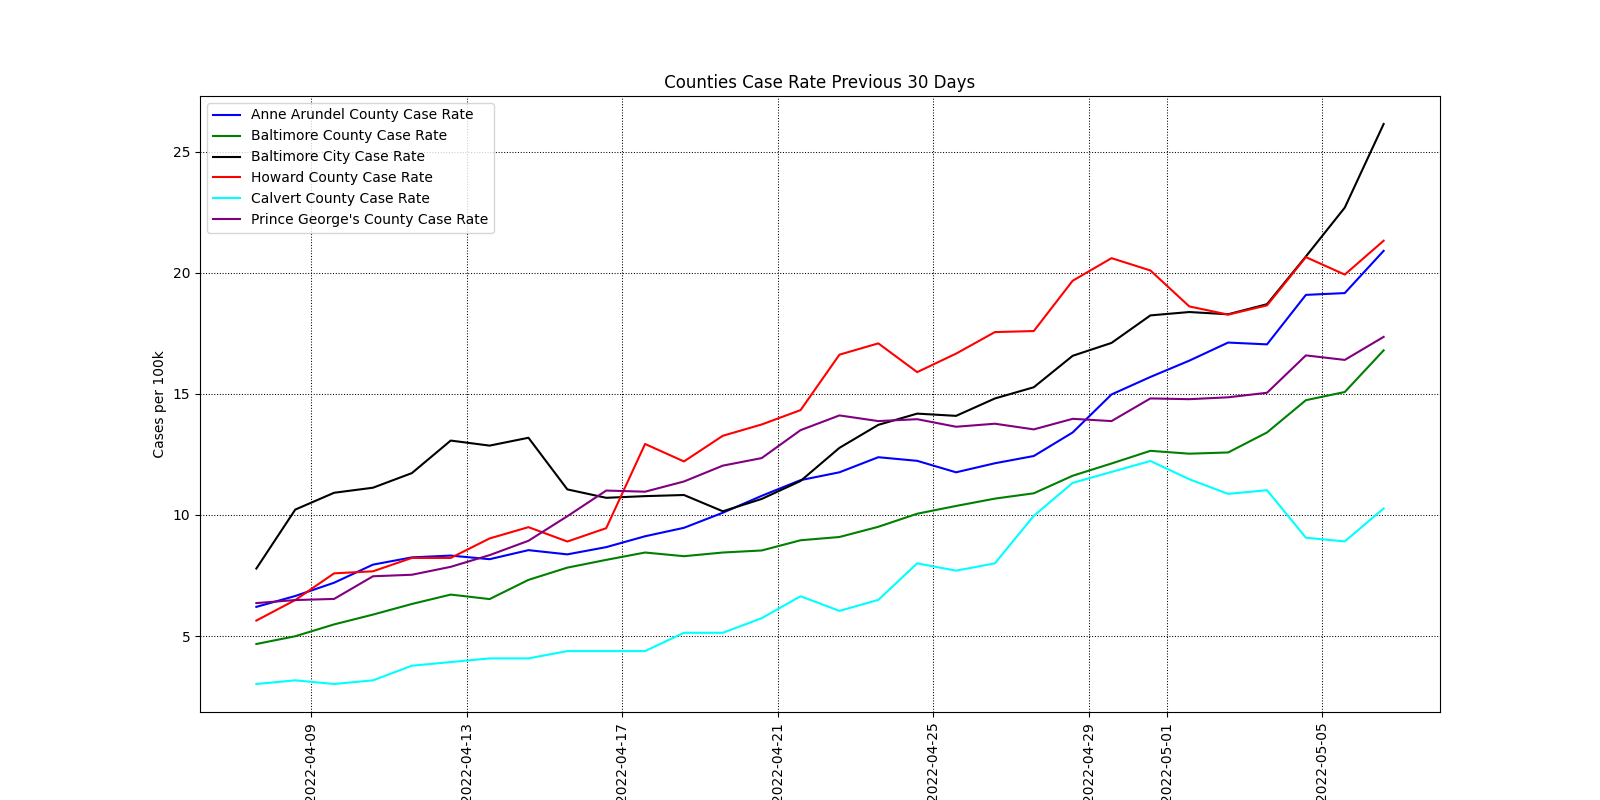 Counties Case Rate Previous 30 Days
Anne Arundel County Case Rate
Baltimore County Case Rate
Baltimore City Case Rate
Howard County Case Rate
Calvert County Case Rate
Prince George's County Case Rate
25
20
15
10
5
Cases per 100k
2022-04-09
2022-04-13
2022-04-17
2022-04-21
2022-04-25
2022-04-29
2022-05-01
2022-05-05